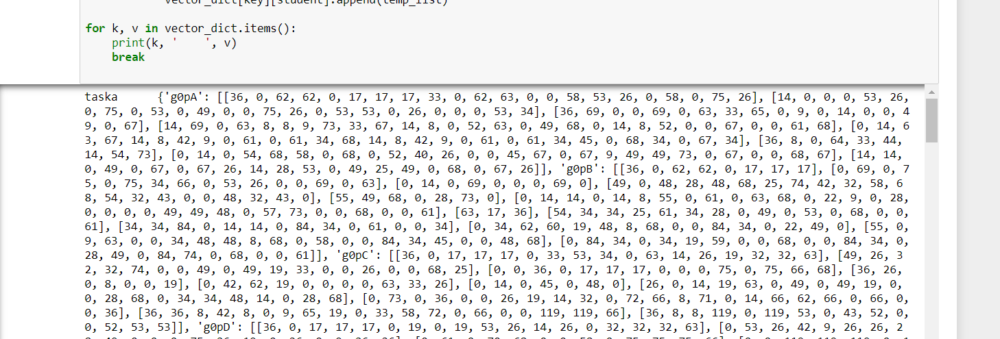 vector_dict[key][student].append(temp_list)
for k, v in vector_dict.items():
print(k, '    ', v)
break
taska      {'g0pA': [[36, 0, 62, 62, 0, 17, 17, 17, 33, 0, 62, 63, 0, 0, 58, 53, 26, 0, 58, 0, 75, 26], [14, 0, 0, 0, 53, 26,
0, 75, 0, 53, 0, 49, 0, 0, 75, 26, 0, 53, 53, 0, 26, 0, 0, 0, 53, 34], [36, 69, 0, 0, 69, 0, 63, 33, 65, 0, 9, 0, 14, 0, 0, 4
9, 0, 67], [14, 69, 0, 63, 8, 8, 9, 73, 33, 67, 14, 8, 0, 52, 63, 0, 49, 68, 0, 14, 8, 52, 0, 0, 67, 0, 0, 61, 68], [0, 14, 6
3, 67, 14, 8, 42, 9, 0, 61, 0, 61, 34, 68, 14, 8, 42, 9, 0, 61, 0, 61, 34, 45, 0, 68, 34, 0, 67, 34], [36, 8, 0, 64, 33, 44,
14, 54, 73], [0, 14, 0, 54, 68, 58, 0, 68, 0, 52, 40, 26, 0, 0, 45, 67, 0, 67, 9, 49, 49, 73, 0, 67, 0, 0, 68, 67], [14, 14,
0, 49, 0, 67, 0, 67, 26, 14, 28, 53, 0, 49, 25, 49, 0, 68, 0, 67, 26]], 'g0pB': [[36, 0, 62, 62, 0, 17, 17, 17], [0, 69, 0, 7
5, 0, 75, 34, 66, 0, 53, 26, 0, 0, 69, 0, 63], [0, 14, 0, 69, 0, 0, 0, 69, 0], [49, 0, 48, 28, 48, 68, 25, 74, 42, 32, 58, 6
8, 54, 32, 43, 0, 0, 48, 32, 43, 0], [55, 49, 68, 0, 28, 73, 0], [0, 14, 14, 0, 14, 8, 55, 0, 61, 0, 63, 68, 0, 22, 9, 0, 28,
0, 0, 0, 0, 49, 49, 48, 0, 57, 73, 0, 0, 68, 0, 0, 61], [63, 17, 36], [54, 34, 34, 25, 61, 34, 28, 0, 49, 0, 53, 0, 68, 0, 0,
61], [34, 34, 84, 0, 14, 14, 0, 84, 34, 0, 61, 0, 0, 34], [0, 34, 62, 60, 19, 48, 8, 68, 0, 0, 84, 34, 0, 22, 49, 0], [55, 0,
9, 63, 0, 0, 34, 48, 48, 8, 68, 0, 58, 0, 0, 84, 34, 45, 0, 0, 48, 68], [0, 84, 34, 0, 34, 19, 59, 0, 0, 68, 0, 0, 84, 34, 0,
28, 49, 0, 84, 74, 0, 68, 0, 0, 61]], 'g0pC': [[36, 0, 17, 17, 17, 0, 33, 53, 34, 0, 63, 14, 26, 19, 32, 32, 63], [49, 26, 3
2, 32, 74, 0, 0, 49, 0, 49, 19, 33, 0, 0, 26, 0, 0, 68, 25], [0, 0, 36, 0, 17, 17, 17, 0, 0, 0, 75, 0, 75, 66, 68], [36, 26,
0, 8, 0, 0, 19], [0, 42, 62, 19, 0, 0, 0, 0, 63, 33, 26], [0, 14, 0, 45, 0, 48, 0], [26, 0, 14, 19, 63, 0, 49, 0, 49, 19, 0,
0, 28, 68, 0, 34, 34, 48, 14, 0, 28, 68], [0, 73, 0, 36, 0, 0, 26, 19, 14, 32, 0, 72, 66, 8, 71, 0, 14, 66, 62, 66, 0, 66, 0,
0, 36], [36, 36, 8, 42, 8, 0, 9, 65, 19, 0, 33, 58, 72, 0, 66, 0, 0, 119, 119, 66], [36, 8, 8, 119, 0, 119, 53, 0, 43, 52, 0,
0, 52, 53, 53]], 'g0pD': [[36, 0, 17, 17, 17, 0, 19, 0, 19, 53, 26, 14, 26, 0, 32, 32, 32, 63], [0, 53, 26, 42, 9, 26, 26, 2